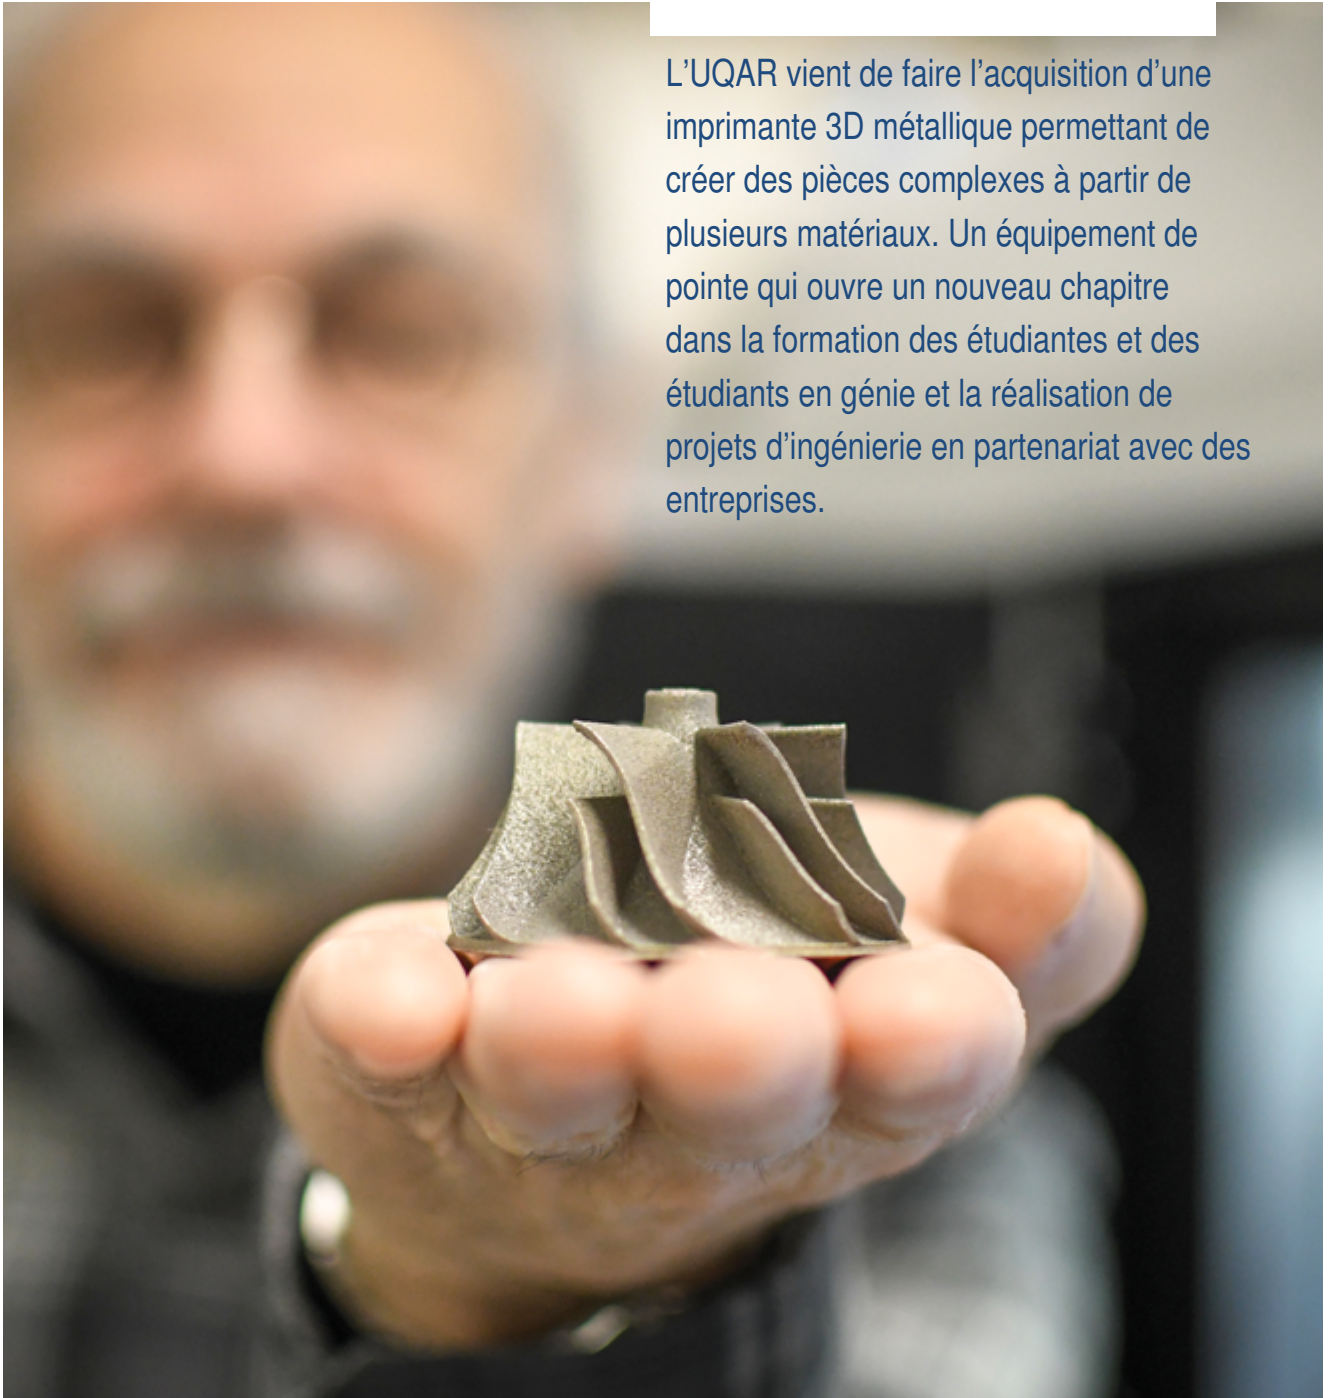 L’UQAR vient de faire l’acquisition d’une
imprimante 3D métallique permettant de
créer des pièces complexes à partir de
plusieurs matériaux. Un équipement de
pointe qui ouvre un nouveau chapitre
dans la formation des étudiantes et des
étudiants en génie et la réalisation de
projets d’ingénierie en partenariat avec des
entreprises.